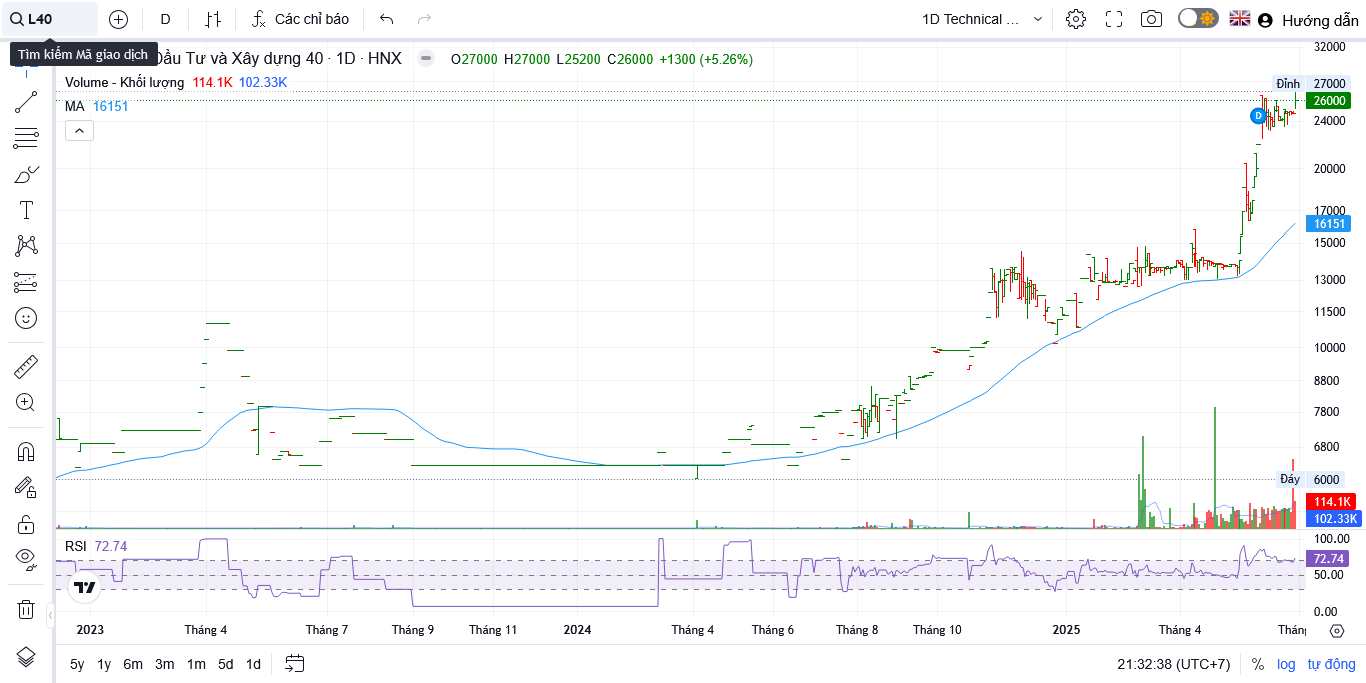 L40 D Các chỉ báo 1D Technical ... Hướng dẫn
Tìm kiếm Mã giao dịch
Đầu Tư và Xây dựng 40 · 1D · HNX O27000 H27000 L25200 C26000 +1300 (+5.26%)
Volume - Khối lượng 114.1K 102.33K
MA 16151
32000
Đỉnh 27000
26000
D
24000
20000
17000
16151
15000
13000
11500
10000
8800
7800
6800
Đáy 6000
114.1K
102.33K
RSI 72.74
100.00
72.74
50.00
0.00
2023 Tháng 4 Tháng 7 Tháng 9 Tháng 11 2024 Tháng 4 Tháng 6 Tháng 8 Tháng 10 2025 Tháng 4 Tháng
5y 1y 6m 3m 1m 5d 1d 21:32:38 (UTC+7) % log tự động